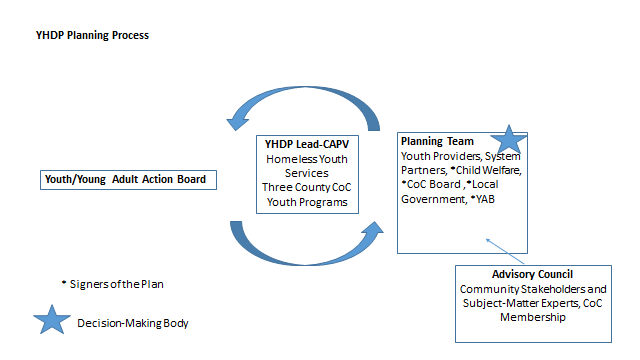 YHDP Planning Process
YHDP Lead-CAPV
Homeless Youth
Services
Three County CoC
Youth Programs
Planning Team
Youth Providers, System
Partners, *Child Welfare,
*CoC Board ,*Local
Government, *YAB
Youth/Young Adult Action Board
Advisory Council
Community Stakeholders and
Subject-Matter Experts, CoC
Membership
* Signers of the Plan
Decision-Making Body